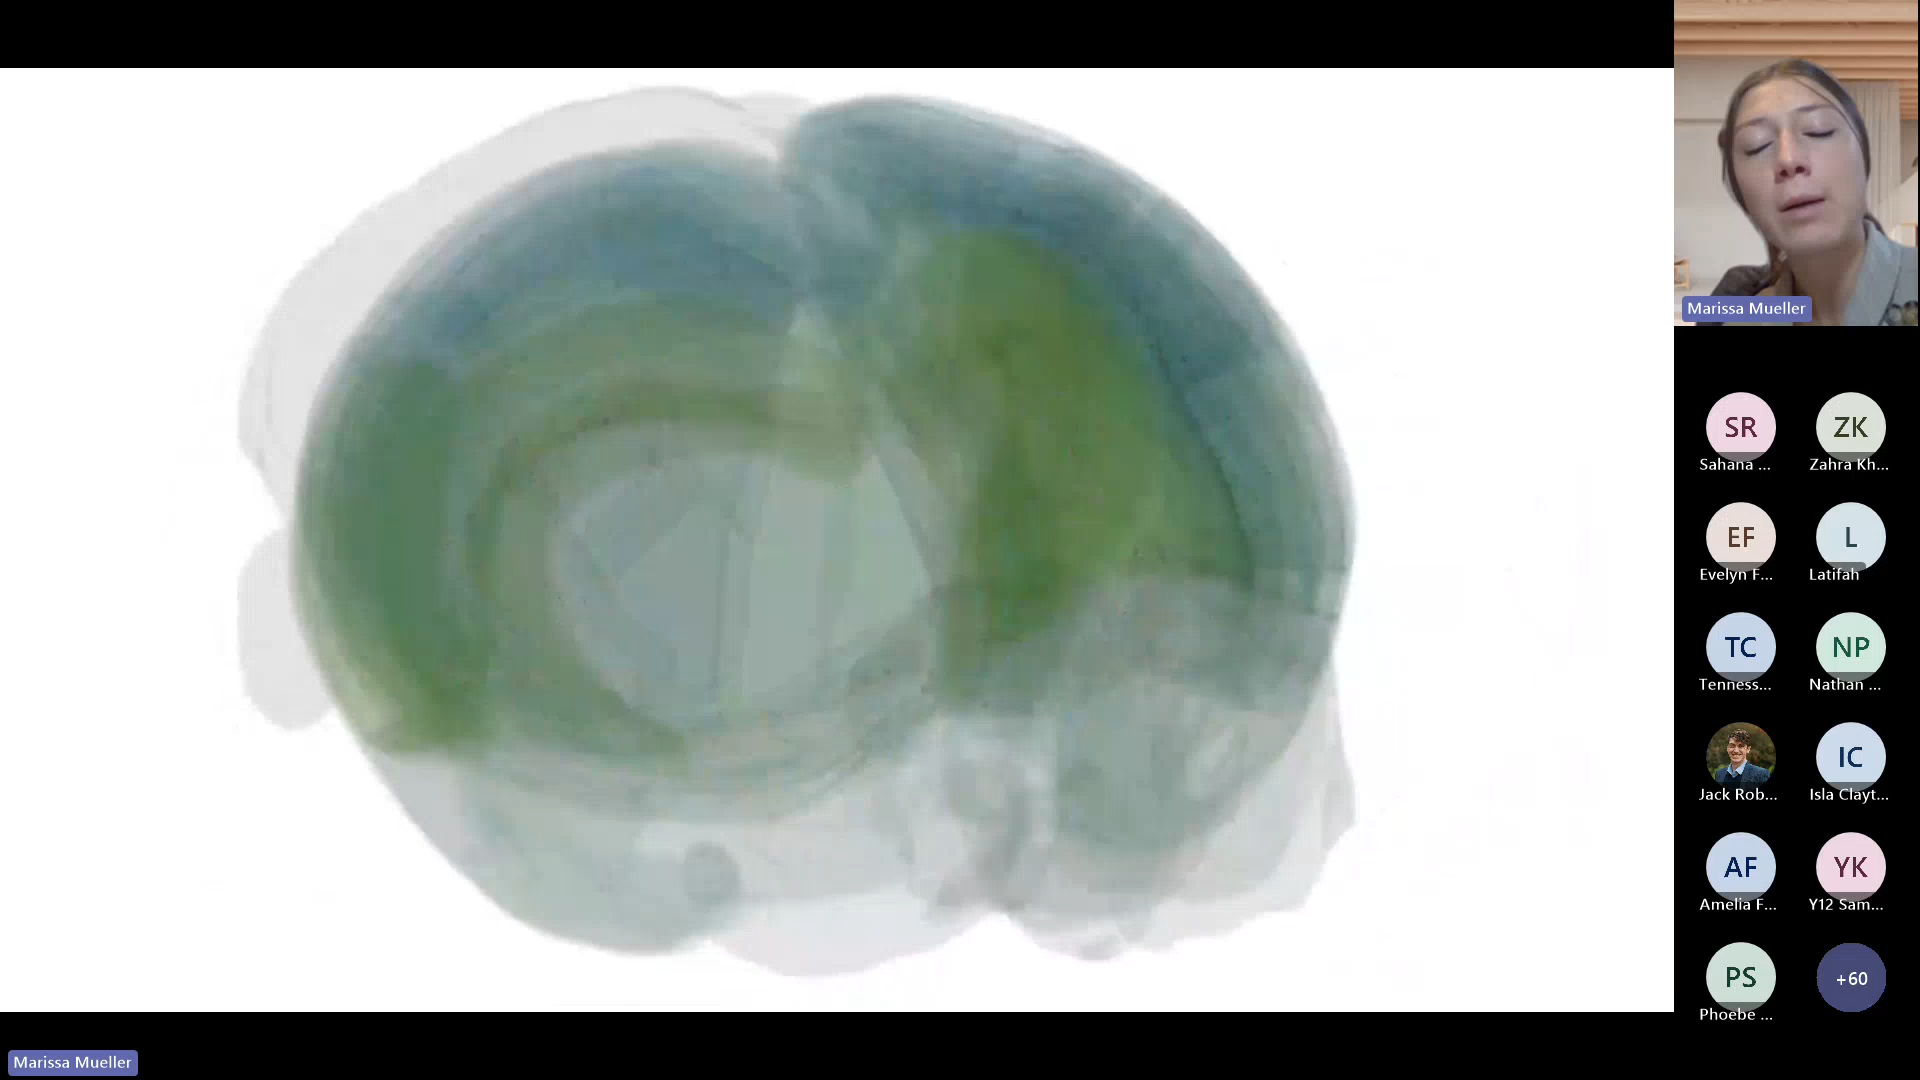 Marissa Mueller
SR
ZK
Sahana ...
Zahra Kh...
EF
L
Evelyn F...
Latifah
TC
NP
Tenness...
Nathan ...
IC
Jack Rob...
Isla Clayt...
AF
YK
Amelia F...
Y12 Sam...
PS
+60
Phoebe ...
Marissa Mueller